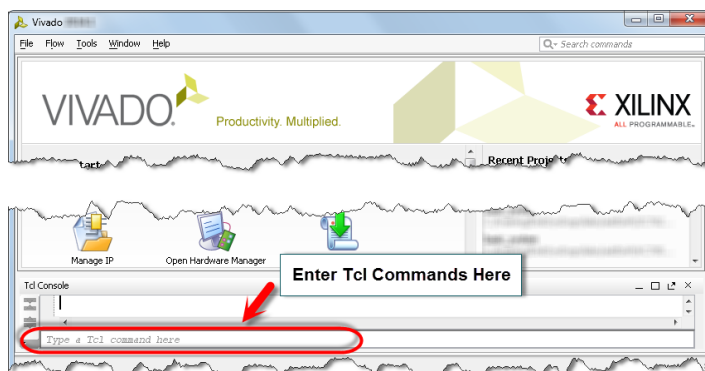 Vivado
File Flow Tools Window Help
Search commands
VIVADO.
Productivity. Multiplied.
XILINX
ALL PROGRAMMABLE.
Recent
Manage IP
Open Hardware Manager
Enter Tcl Commands Here
Tcl Console
Type a Tcl command here